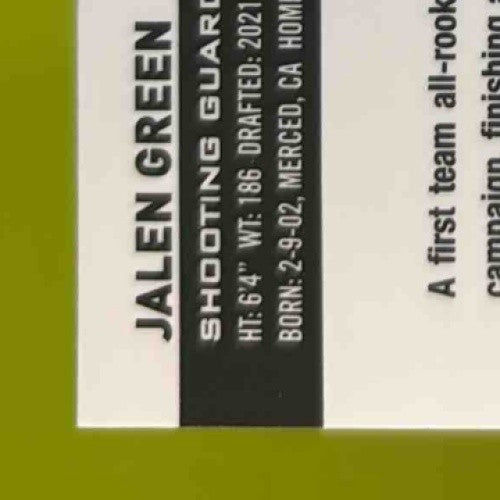 JALEN GREEN
SHOOTING GUARD
HT: 6'4" WT: 186 DRAFTED: 2021
BORN: 2-9-02, MERCED, CA HOM
A first team all-rook
campaign finishing